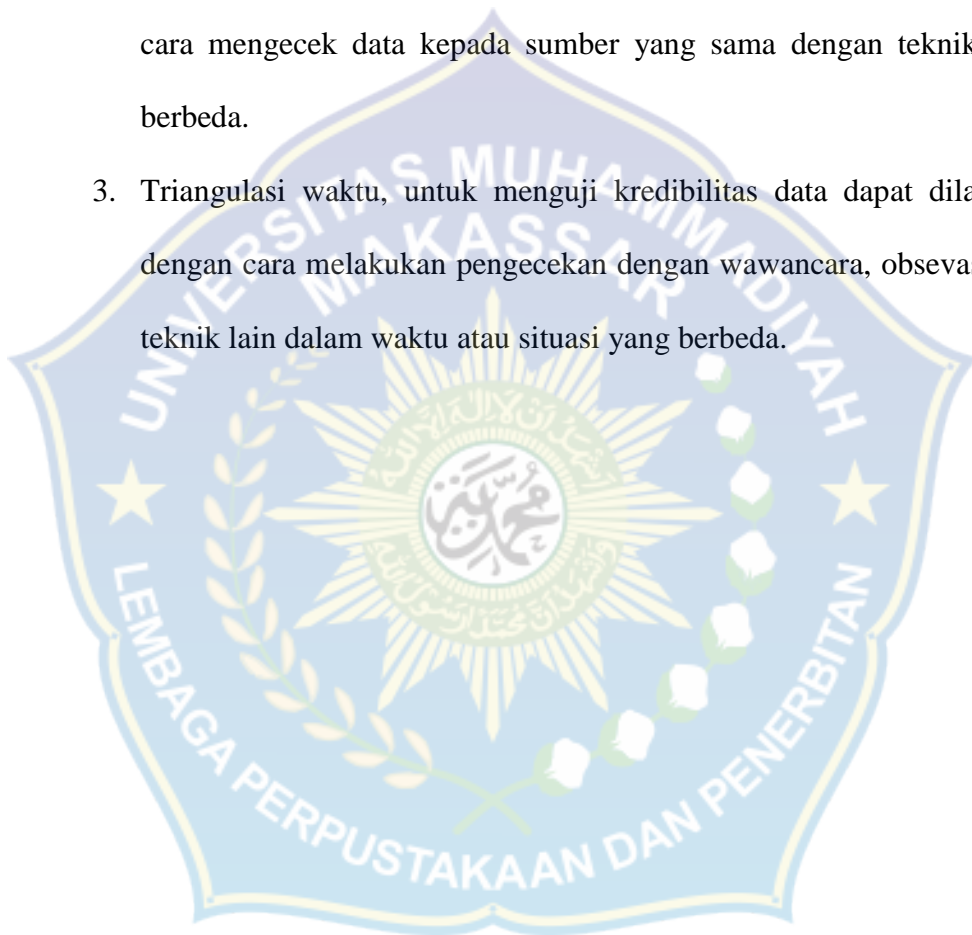 cara mengecek data kepada sumber yang sama dengan teknik
berbeda.
3. Triangulasi waktu, untuk menguji kredibilitas data dapat dila
dengan cara melakukan pengecekan dengan wawancara, obseva
teknik lain dalam waktu atau situasi yang berbeda.
UNIVERSITAS MUHAMMADIYAH
MAKASSAR
LEMBAGA PERPUSTAKAAN DAN PENERBITAN